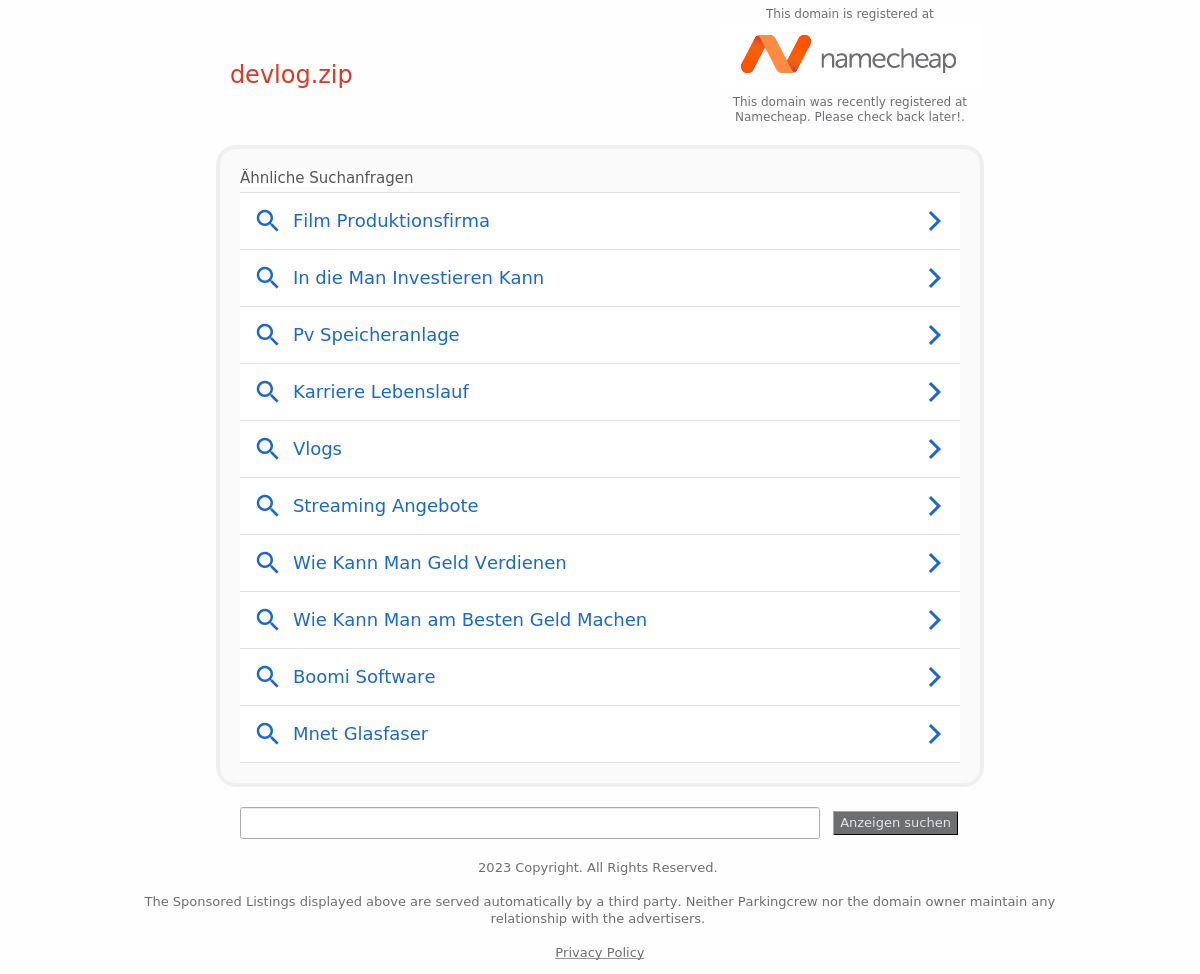 This domain is registered at
namecheap
devlog.zip
This domain was recently registered at
Namecheap. Please check back later!.
Ähnliche Suchanfragen
Film Produktionsfirma
In die Man Investieren Kann
Pv Speicheranlage
Karriere Lebenslauf
Vlogs
Streaming Angebote
Wie Kann Man Geld Verdienen
Wie Kann Man am Besten Geld Machen
Boomi Software
Mnet Glasfaser
Anzeigen suchen
2023 Copyright. All Rights Reserved.
The Sponsored Listings displayed above are served automatically by a third party. Neither Parkingcrew nor the domain owner maintain any
relationship with the advertisers.
Privacy Policy